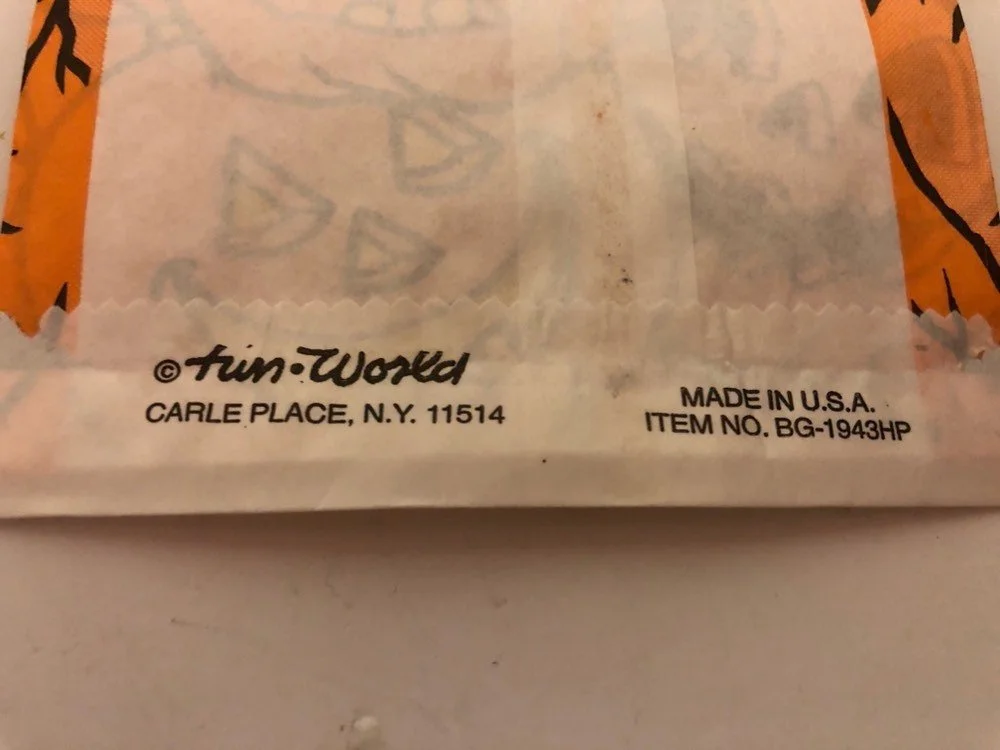 © fun·World
CARLE PLACE, N.Y. 11514
MADE IN U.S.A.
ITEM NO. BG-1943HP